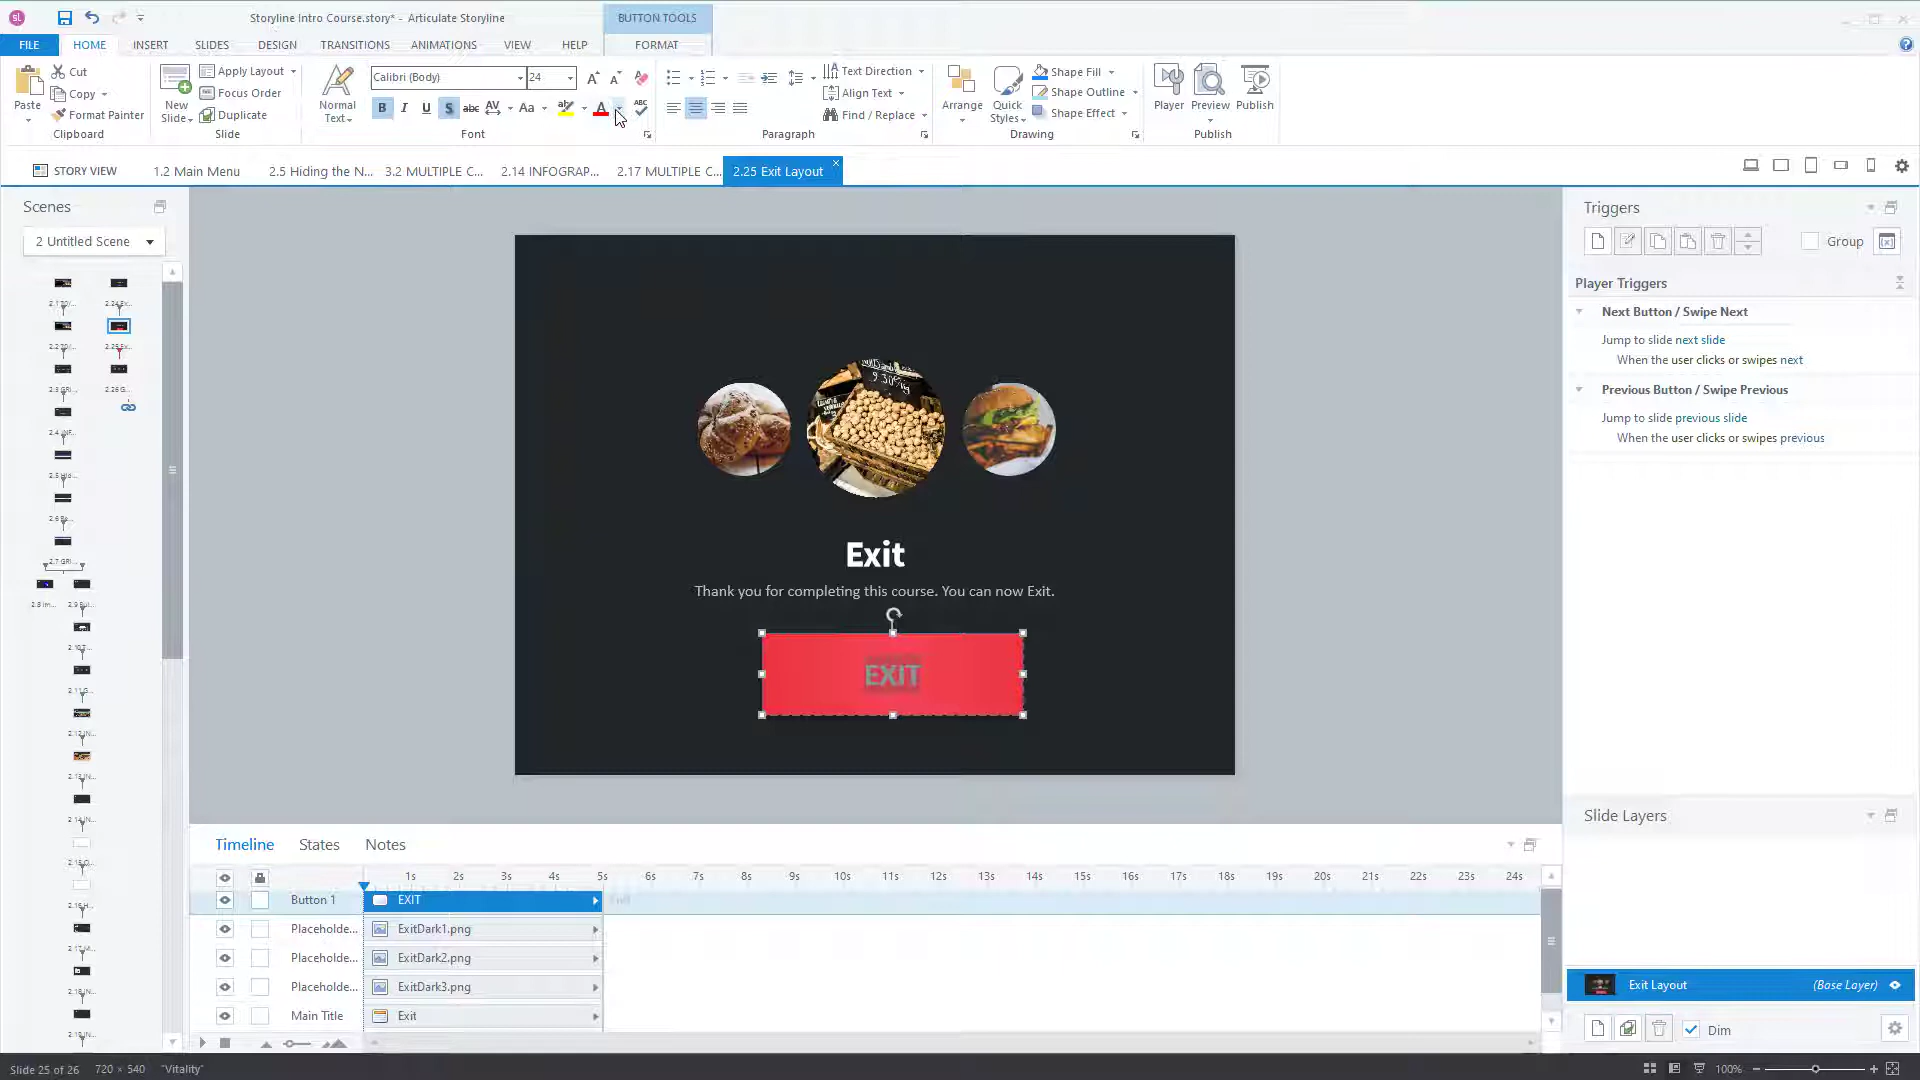 Storyline Intro Course.story* - Articulate Storyline
BUTTON TOOLS
FILE HOME INSERT SLIDES DESIGN TRANSITIONS ANIMATIONS VIEW HELP FORMAT
Paste
Cut
Copy
Format Painter
Clipboard
New Slide
Apply Layout
Focus Order
Duplicate
Slide
Normal Text
Calibri (Body) 24
Font
Paragraph
Text Direction
Align Text
Find / Replace
Arrange
Quick Styles
Shape Fill
Shape Outline
Shape Effect
Drawing
Player
Preview
Publish
Publish
STORY VIEW
1.2 Main Menu
2.5 Hiding the N...
3.2 MULTIPLE C...
2.14 INFOGRAP...
2.17 MULTIPLE C...
2.25 Exit Layout
Scenes
2 Untitled Scene
Exit
Thank you for completing this course. You can now Exit.
EXIT
Triggers
Group
Player Triggers
Next Button / Swipe Next
Jump to slide next slide
When the user clicks or swipes next
Previous Button / Swipe Previous
Jump to slide previous slide
When the user clicks or swipes previous
Slide Layers
Exit Layout (Base Layer)
Dim
Timeline States Notes
1s 2s 3s 4s 5s 6s 7s 8s 9s 10s 11s 12s 13s 14s 15s 16s 17s 18s 19s 20s 21s 22s 23s 24s
Button 1 EXIT
Placeholde... ExitDark1.png
Placeholde... ExitDark2.png
Placeholde... ExitDark3.png
Main Title Exit
Slide 25 of 26 720 × 540 "Vitality" 100%